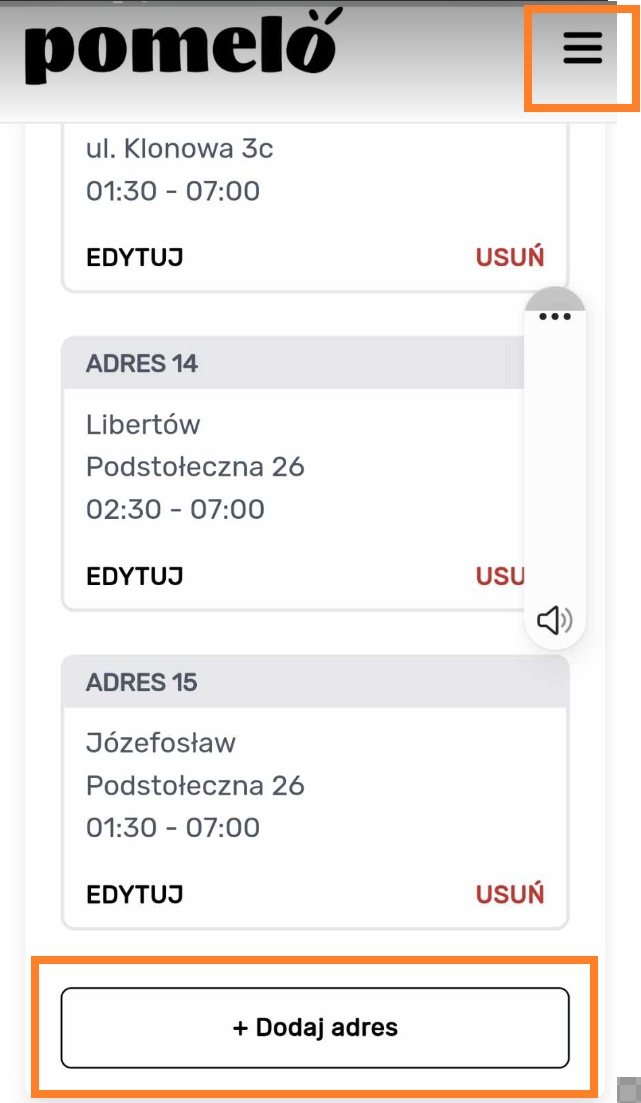 pomelo
ul. Klonowa 3c
01:30 - 07:00
EDYTUJ USUŃ
ADRES 14
Libertów
Podstołeczna 26
02:30 - 07:00
EDYTUJ USU
ADRES 15
Józefosław
Podstołeczna 26
01:30 - 07:00
EDYTUJ USUŃ
+ Dodaj adres